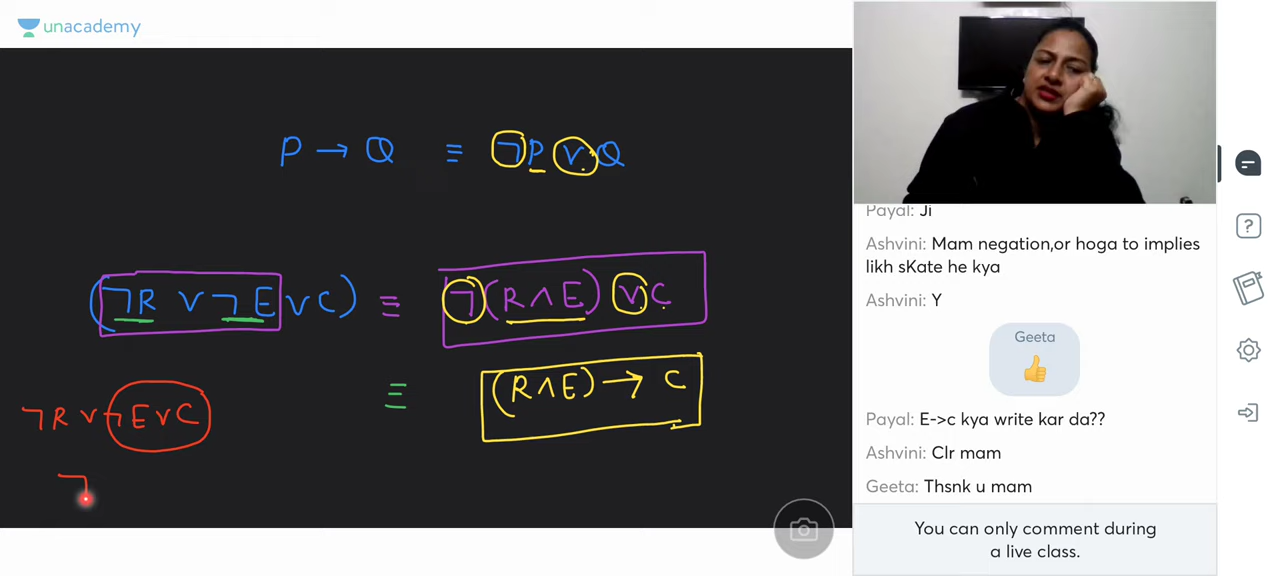 unacademy
P → Q ≡ ¬P ∨ Q
(¬R ∨ ¬E ∨ C) ≡ ¬(R ∧ E) ∨ C
≡ (R ∧ E) → C
¬R ∨ ¬E ∨ C
¬
Payal: Ji
Ashvini: Mam negation,or hoga to implies
likh sKate he kya
Ashvini: Y
Geeta
👍
Payal: E->c kya write kar da??
Ashvini: Clr mam
Geeta: Thsnk u mam
You can only comment during
a live class.